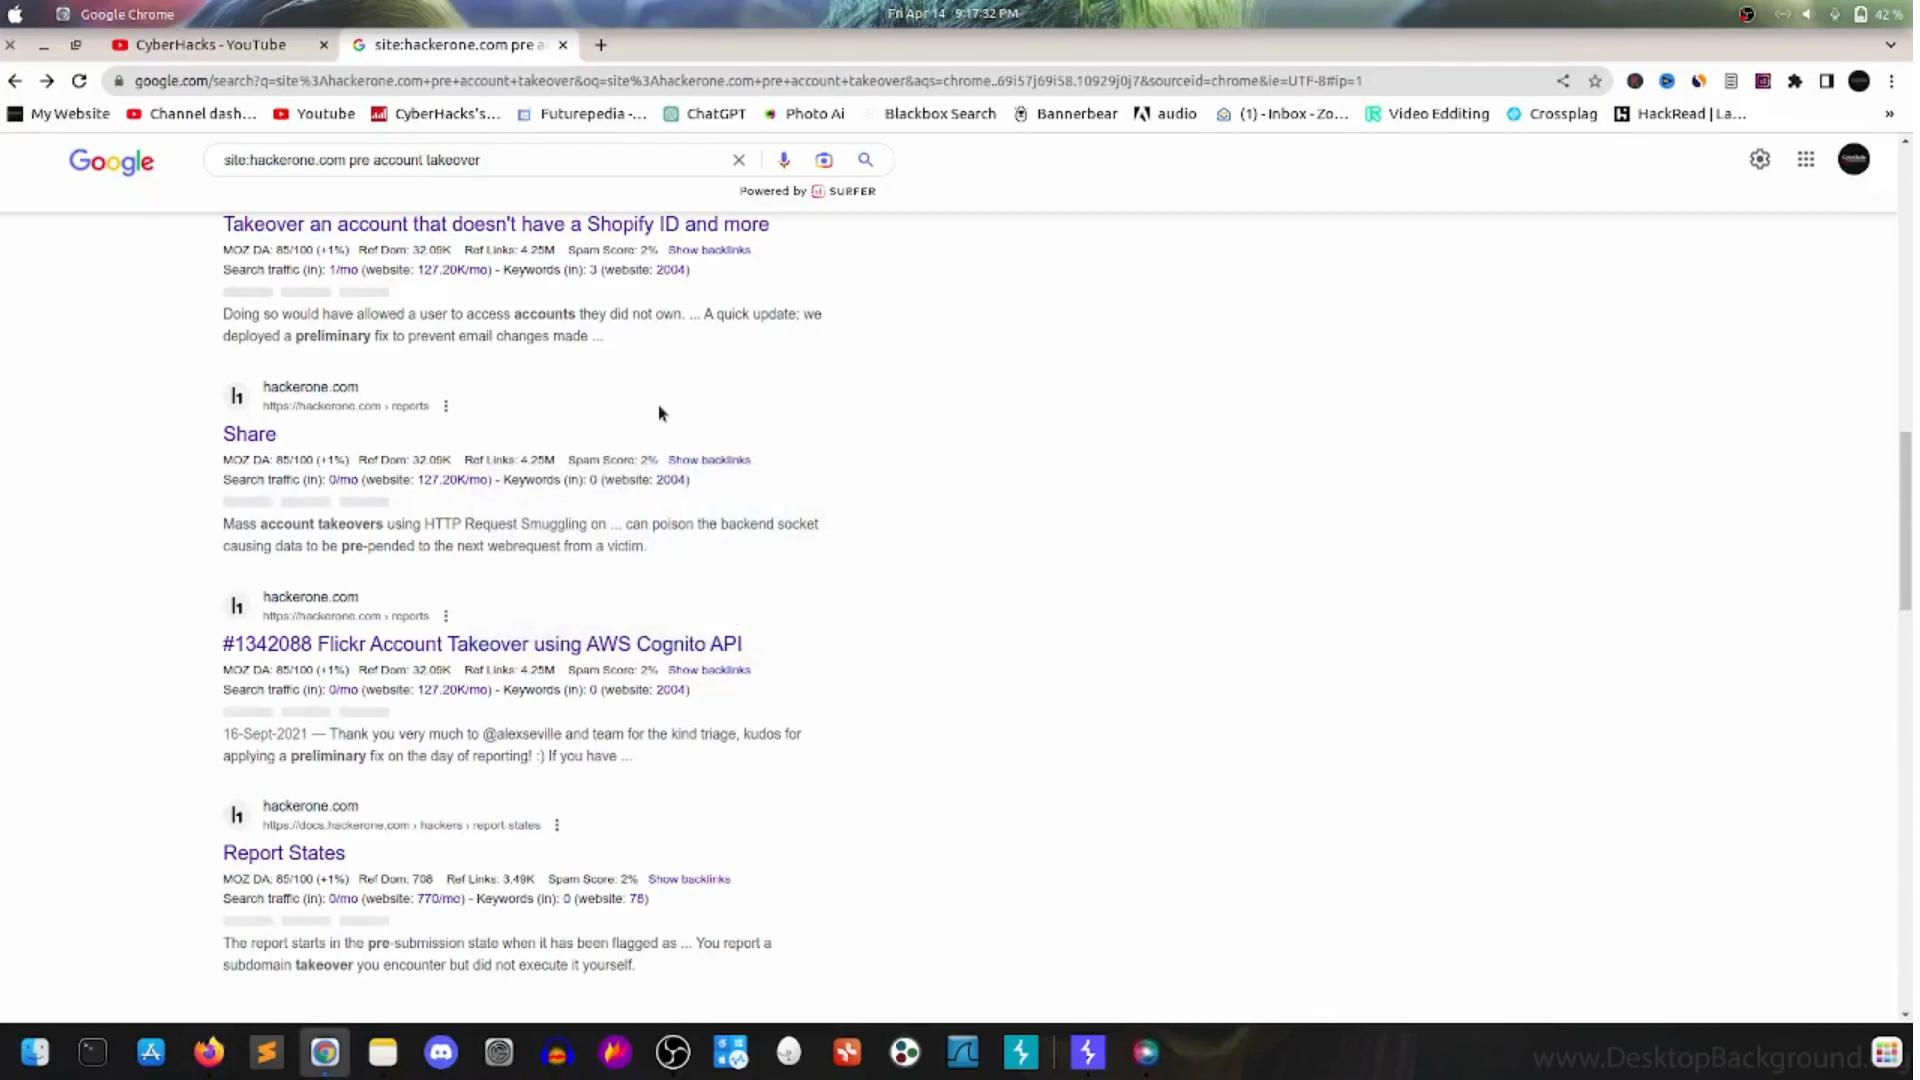 Google Chrome
Fri Apr 14 9:17:32 PM
42 %
CyberHacks - YouTube
site:hackerone.com pre a
google.com/search?q=site%3Ahackerone.com+pre+account+takeover&oq=site%3Ahackerone.com+pre+account+takeover&aqs=chrome..69i57j69i58.10929j0j7&sourceid=chrome&ie=UTF-8#ip=1
My Website
Channel dash...
Youtube
CyberHacks's...
Futurepedia -...
ChatGPT
Photo Ai
Blackbox Search
Bannerbear
audio
(1) - Inbox - Zo...
Video Edditing
Crossplag
HackRead | La...
»
Google
site:hackerone.com pre account takeover
Powered by SURFER
Takeover an account that doesn't have a Shopify ID and more
MOZ DA: 85/100 (+1%) Ref Dom: 32.09K Ref Links: 4.25M Spam Score: 2% Show backlinks
Search traffic (in): 1/mo (website: 127.20K/mo) - Keywords (in): 3 (website: 2004)
Doing so would have allowed a user to access accounts they did not own. ... A quick update: we
deployed a preliminary fix to prevent email changes made ...
h1
hackerone.com
https://hackerone.com › reports
Share
MOZ DA: 85/100 (+1%) Ref Dom: 32.09K Ref Links: 4.25M Spam Score: 2% Show backlinks
Search traffic (in): 0/mo (website: 127.20K/mo) - Keywords (in): 0 (website: 2004)
Mass account takeovers using HTTP Request Smuggling on ... can poison the backend socket
causing data to be pre-pended to the next webrequest from a victim.
h1
hackerone.com
https://hackerone.com › reports
#1342088 Flickr Account Takeover using AWS Cognito API
MOZ DA: 85/100 (+1%) Ref Dom: 32.09K Ref Links: 4.25M Spam Score: 2% Show backlinks
Search traffic (in): 0/mo (website: 127.20K/mo) - Keywords (in): 0 (website: 2004)
16-Sept-2021 — Thank you very much to @alexseville and team for the kind triage, kudos for
applying a preliminary fix on the day of reporting! :) If you have ...
h1
hackerone.com
https://docs.hackerone.com › hackers › report-states
Report States
MOZ DA: 85/100 (+1%) Ref Dom: 708 Ref Links: 3.49K Spam Score: 2% Show backlinks
Search traffic (in): 0/mo (website: 770/mo) - Keywords (in): 0 (website: 78)
The report starts in the pre-submission state when it has been flagged as ... You report a
subdomain takeover you encounter but did not execute it yourself.
www.DesktopBackground.